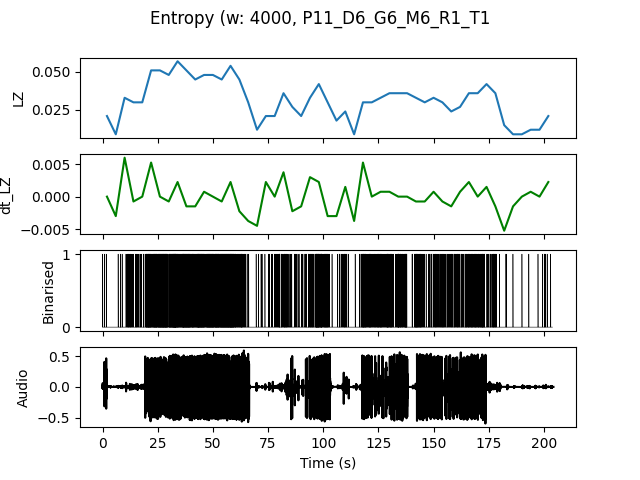 Entropy (w: 4000, P11_D6_G6_M6_R1_T1
LZ
0.050
0.025
dt_LZ
0.005
0.000
−0.005
Binarised
1
0
Audio
0.5
0.0
−0.5
0 25 50 75 100 125 150 175 200
Time (s)